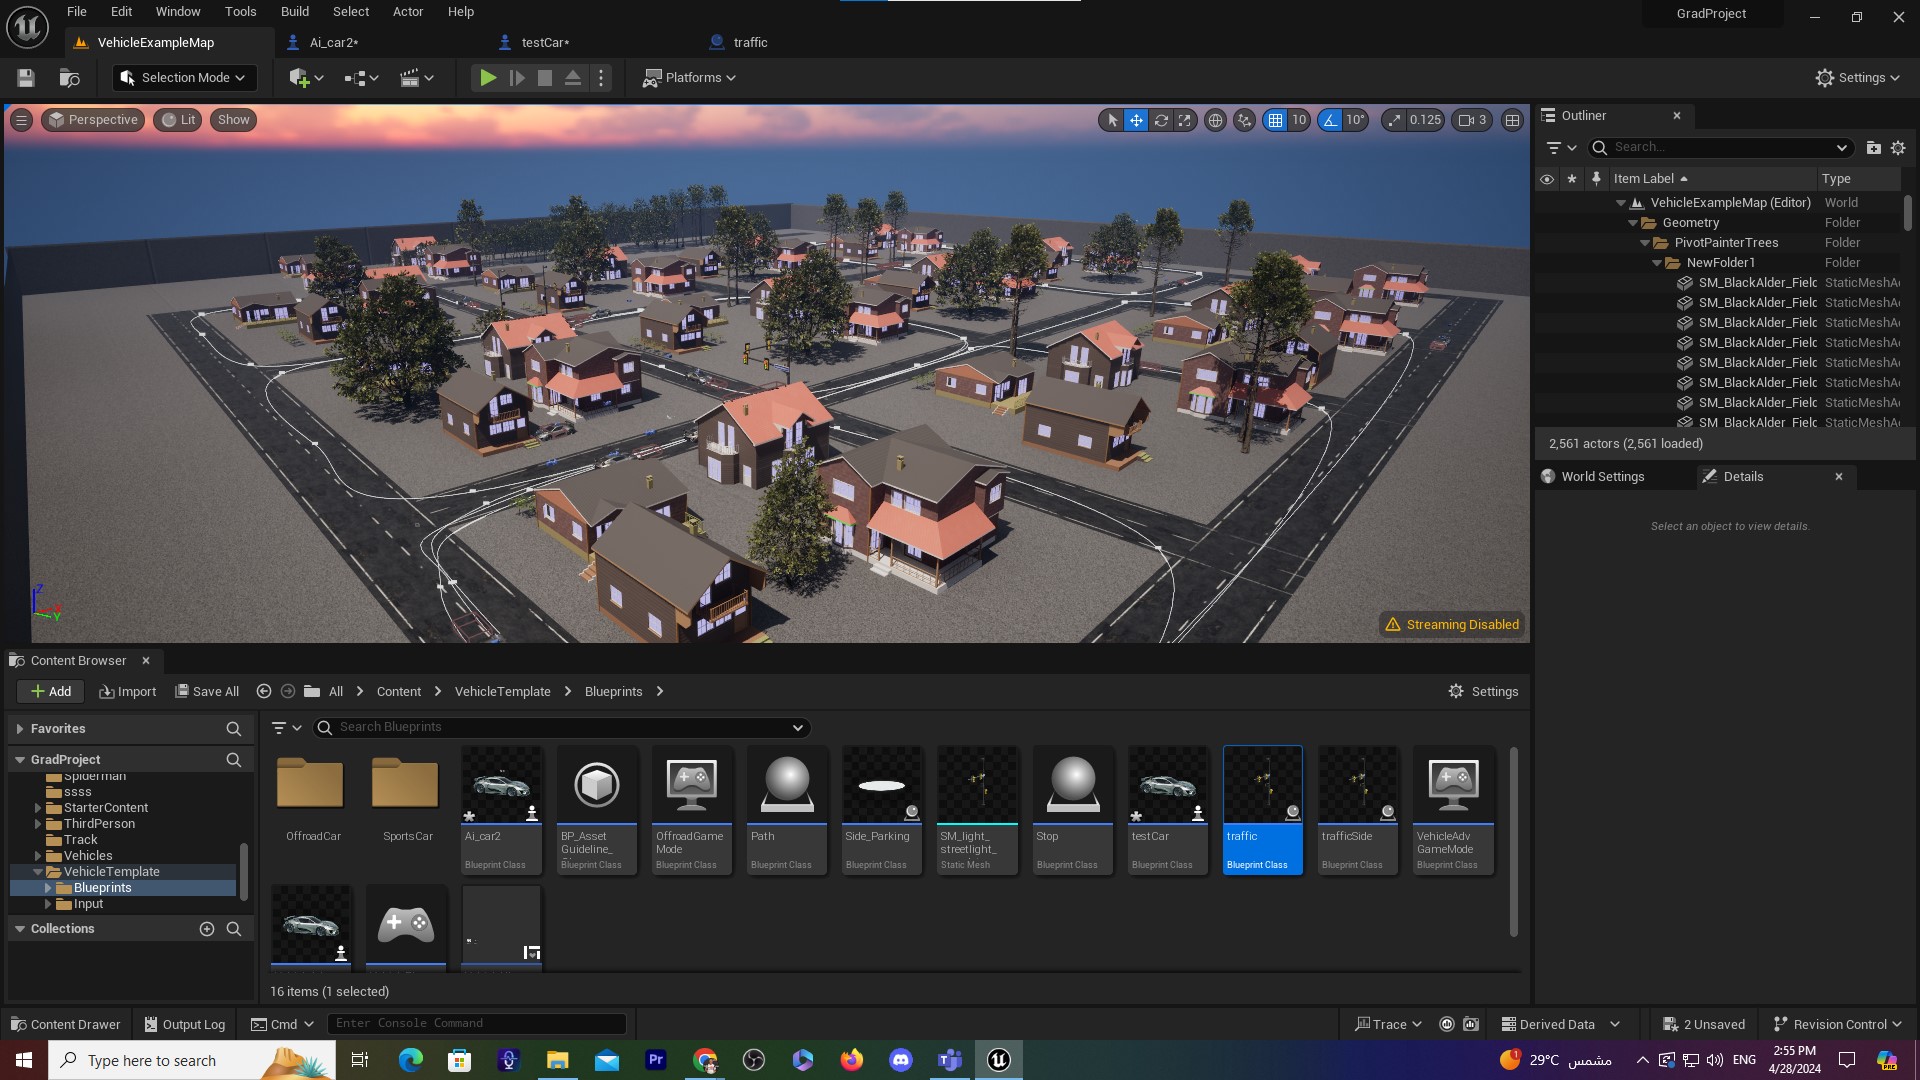 File Edit Window Tools Build Select Actor Help
GradProject
VehicleExampleMap
Ai_car2*
testCar*
traffic
Selection Mode
Platforms
Settings
Perspective
Lit
Show
10
10°
0.125
3
Streaming Disabled
Outliner
Search...
Item Label
Type
VehicleExampleMap (Editor) World
Geometry Folder
PivotPainterTrees Folder
NewFolder1 Folder
SM_BlackAlder_Field StaticMeshA
SM_BlackAlder_Field StaticMeshA
SM_BlackAlder_Field StaticMeshA
SM_BlackAlder_Field StaticMeshA
SM_BlackAlder_Field StaticMeshA
SM_BlackAlder_Field StaticMeshA
SM_BlackAlder_Field StaticMeshA
SM_BlackAlder_Field StaticMeshA
2,561 actors (2,561 loaded)
World Settings
Details
Select an object to view details.
Content Browser
Add
Import
Save All
All > Content > VehicleTemplate > Blueprints >
Settings
Favorites
GradProject
Spiderman
ssss
StarterContent
ThirdPerson
Track
Vehicles
VehicleTemplate
Blueprints
Input
Collections
Search Blueprints
OffroadCar
SportsCar
Ai_car2
Blueprint Class
BP_Asset
Guideline_
Blueprint Class
OffroadGame
Mode
Blueprint Class
Path
Blueprint Class
Side_Parking
Blueprint Class
SM_light_
streetlight_
Static Mesh
Stop
Blueprint Class
testCar
Blueprint Class
traffic
Blueprint Class
trafficSide
Blueprint Class
VehicleAdv
GameMode
Blueprint Class
16 items (1 selected)
Content Drawer
Output Log
Cmd
Enter Console Command
Trace
Derived Data
2 Unsaved
Revision Control
Type here to search
29°C مشمس
ENG
2:55 PM
4/28/2024